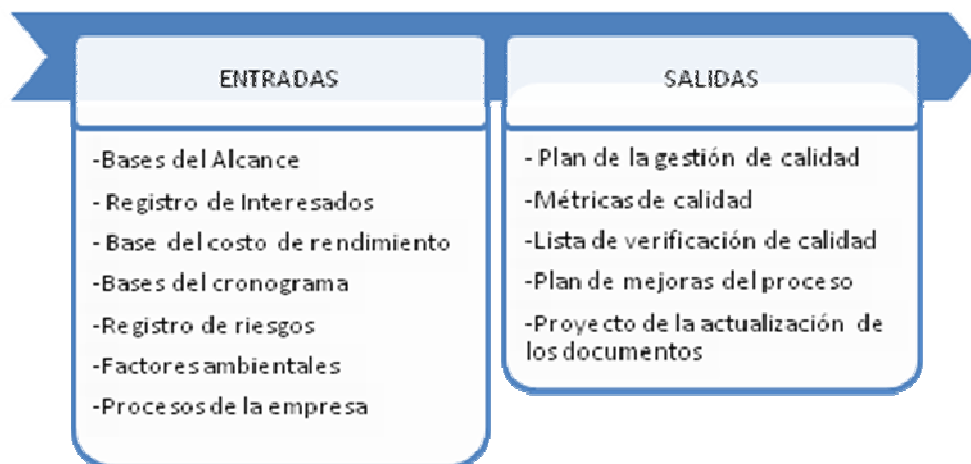 ENTRADAS
-Bases del Alcance
- Registro de Interesados
- Base del costo de rendimiento
-Bases del cronograma
-Registro de riesgos
-Factores ambientales
-Procesos de la empresa
SALIDAS
- Plan de la gestión de calidad
-Métricas de calidad
-Lista de verificación de calidad
-Plan de mejoras del proceso
-Proyecto de la actualización de
los documentos